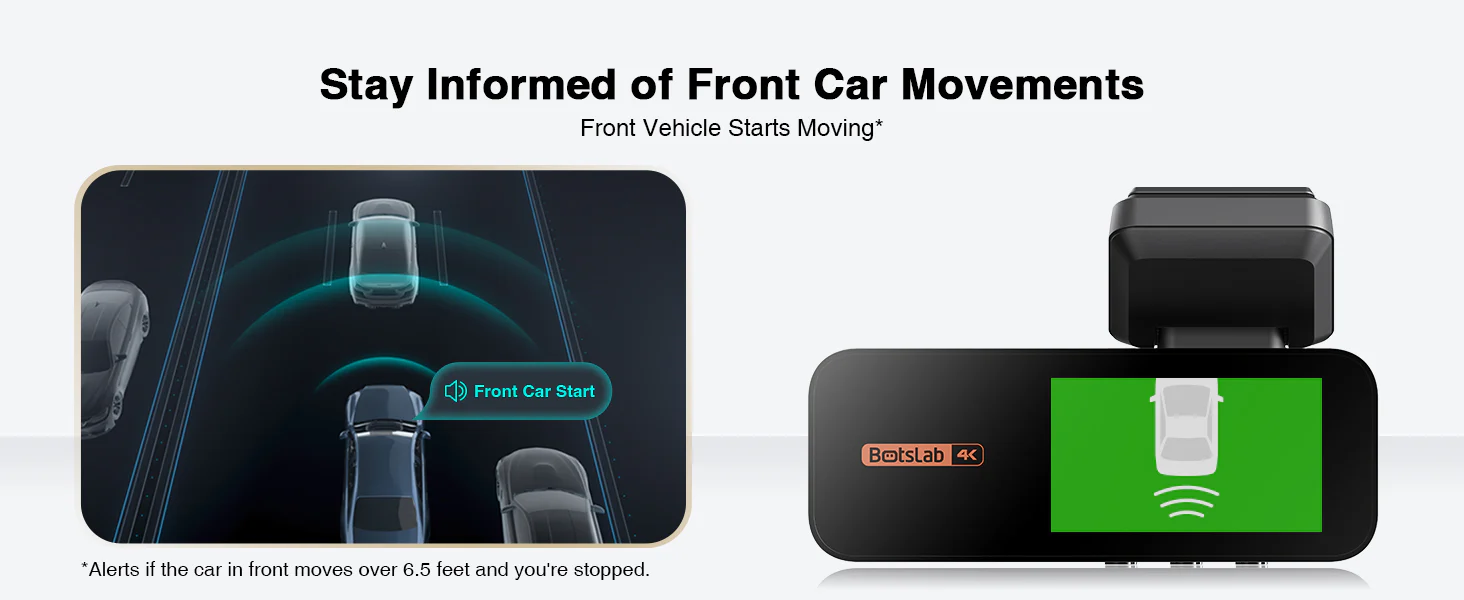 Stay Informed of Front Car Movements
Front Vehicle Starts Moving*
Front Car Start
BotsLab 4K
*Alerts if the car in front moves over 6.5 feet and you're stopped.